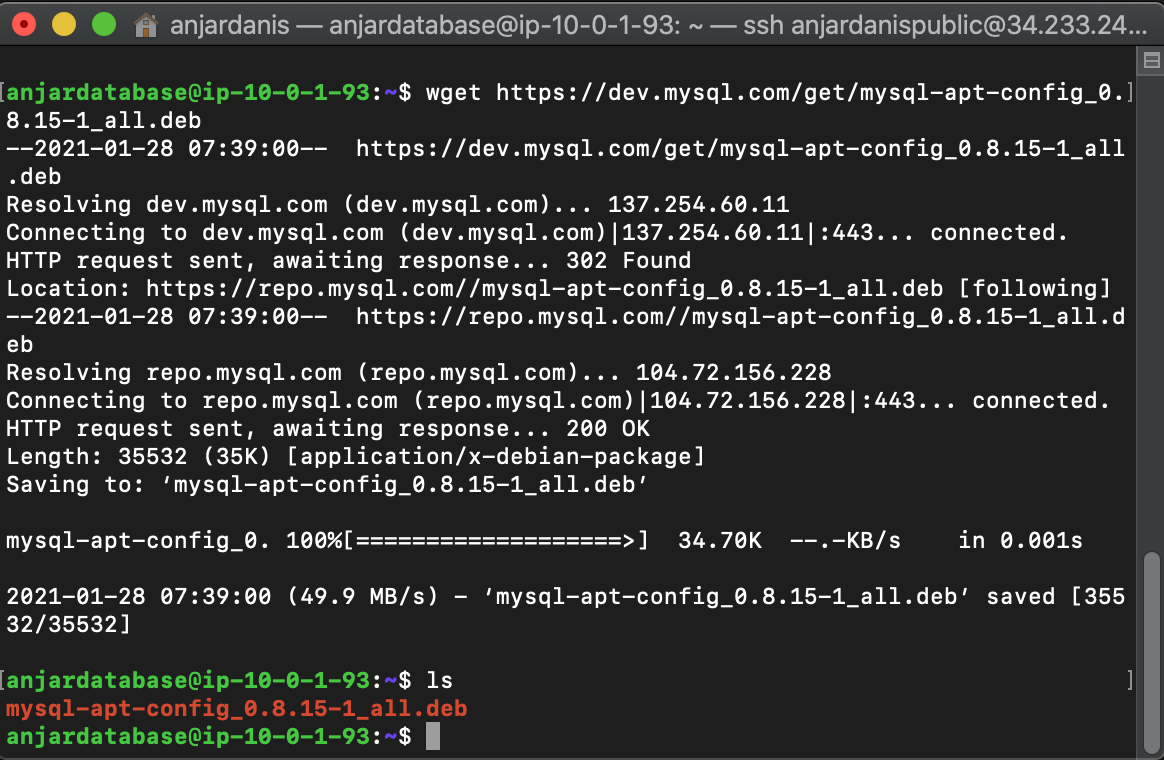 anjardanis — anjardatabase@ip-10-0-1-93: ~ — ssh anjardanispublic@34.233.24...
[anjardatabase@ip-10-0-1-93:~$ wget https://dev.mysql.com/get/mysql-apt-config_0.]
8.15-1_all.deb
--2021-01-28 07:39:00--  https://dev.mysql.com/get/mysql-apt-config_0.8.15-1_all
.deb
Resolving dev.mysql.com (dev.mysql.com)... 137.254.60.11
Connecting to dev.mysql.com (dev.mysql.com)|137.254.60.11|:443... connected.
HTTP request sent, awaiting response... 302 Found
Location: https://repo.mysql.com//mysql-apt-config_0.8.15-1_all.deb [following]
--2021-01-28 07:39:00--  https://repo.mysql.com//mysql-apt-config_0.8.15-1_all.d
eb
Resolving repo.mysql.com (repo.mysql.com)... 104.72.156.228
Connecting to repo.mysql.com (repo.mysql.com)|104.72.156.228|:443... connected.
HTTP request sent, awaiting response... 200 OK
Length: 35532 (35K) [application/x-debian-package]
Saving to: ‘mysql-apt-config_0.8.15-1_all.deb’
mysql-apt-config_0. 100%[===================>]  34.70K  --.-KB/s    in 0.001s
2021-01-28 07:39:00 (49.9 MB/s) - ‘mysql-apt-config_0.8.15-1_all.deb’ saved [355
32/35532]
[anjardatabase@ip-10-0-1-93:~$ ls ]
mysql-apt-config_0.8.15-1_all.deb
anjardatabase@ip-10-0-1-93:~$